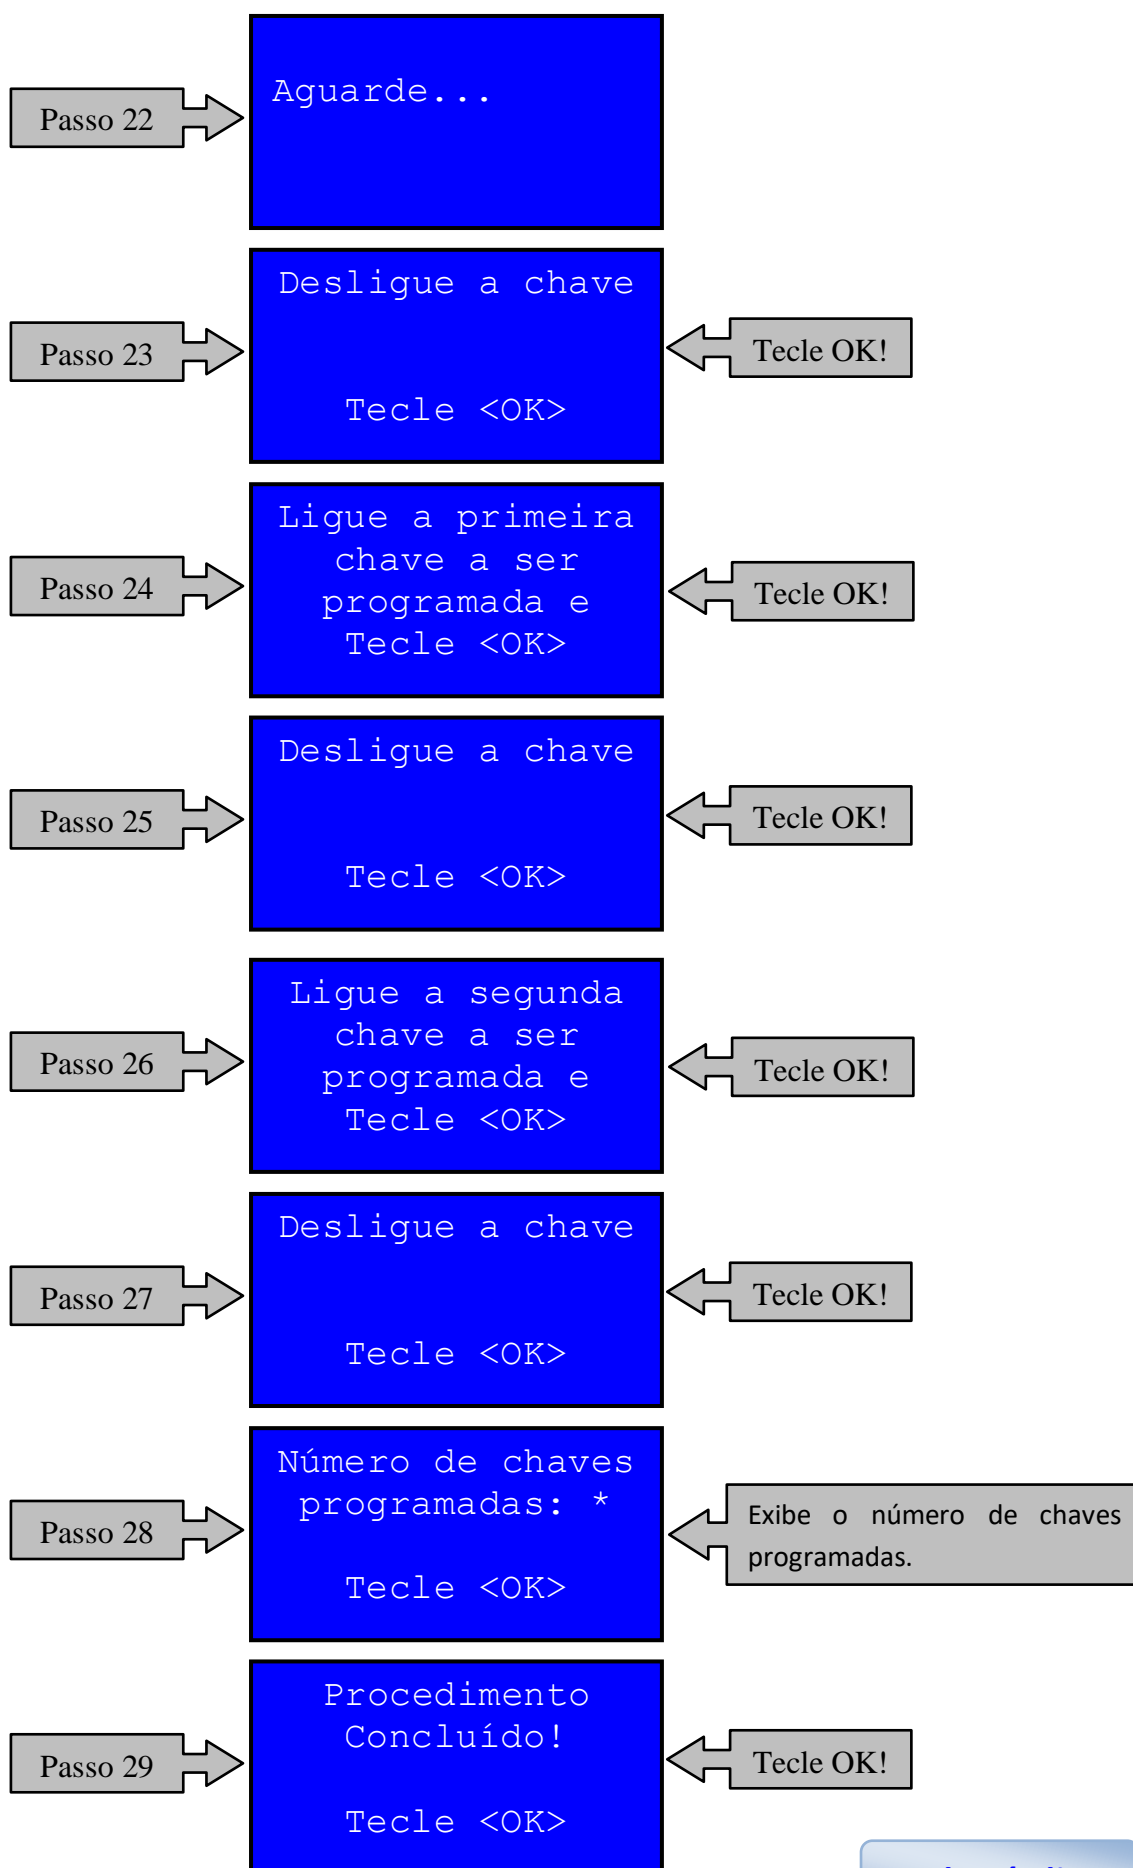 Aguarde...
Passo 22
Desligue a chave
Passo 23
Tecle OK!
Tecle <OK>
Ligue a primeira
chave a ser
Passo 24
Tecle OK!
programada e
Tecle <OK>
Desligue a chave
Passo 25
Tecle OK!
Tecle <OK>
Ligue a segunda
chave a ser
Passo 26
Tecle OK!
programada e
Tecle <OK>
Desligue a chave
Passo 27
Tecle OK!
Tecle <OK>
Número de chaves
programadas: *
Passo 28
Exibe o número de chaves
programadas.
Tecle <OK>
Procedimento
Concluído!
Passo 29
Tecle OK!
Tecle <OK>